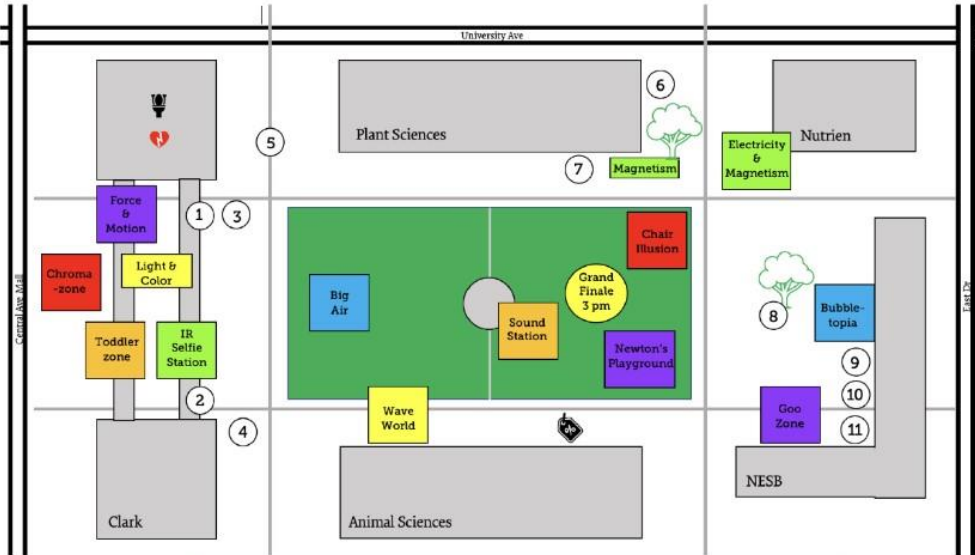 University Ave
Plant Sciences
6
Nutrien
5
7
Magnetism
Electricity
&
Magnetism
Force
&
Motion
1
3
Chair
Illusion
Chroma
-zone
Light &
Color
Big
Air
Grand
Finale
3 pm
Sound
Station
8
Bubble-
topia
Central Ave Mall
East Dr
Toddler
zone
IR
Selfie
Station
Newton's
Playground
9
10
11
2
4
Wave
World
Goo
Zone
NESB
Clark
Animal Sciences